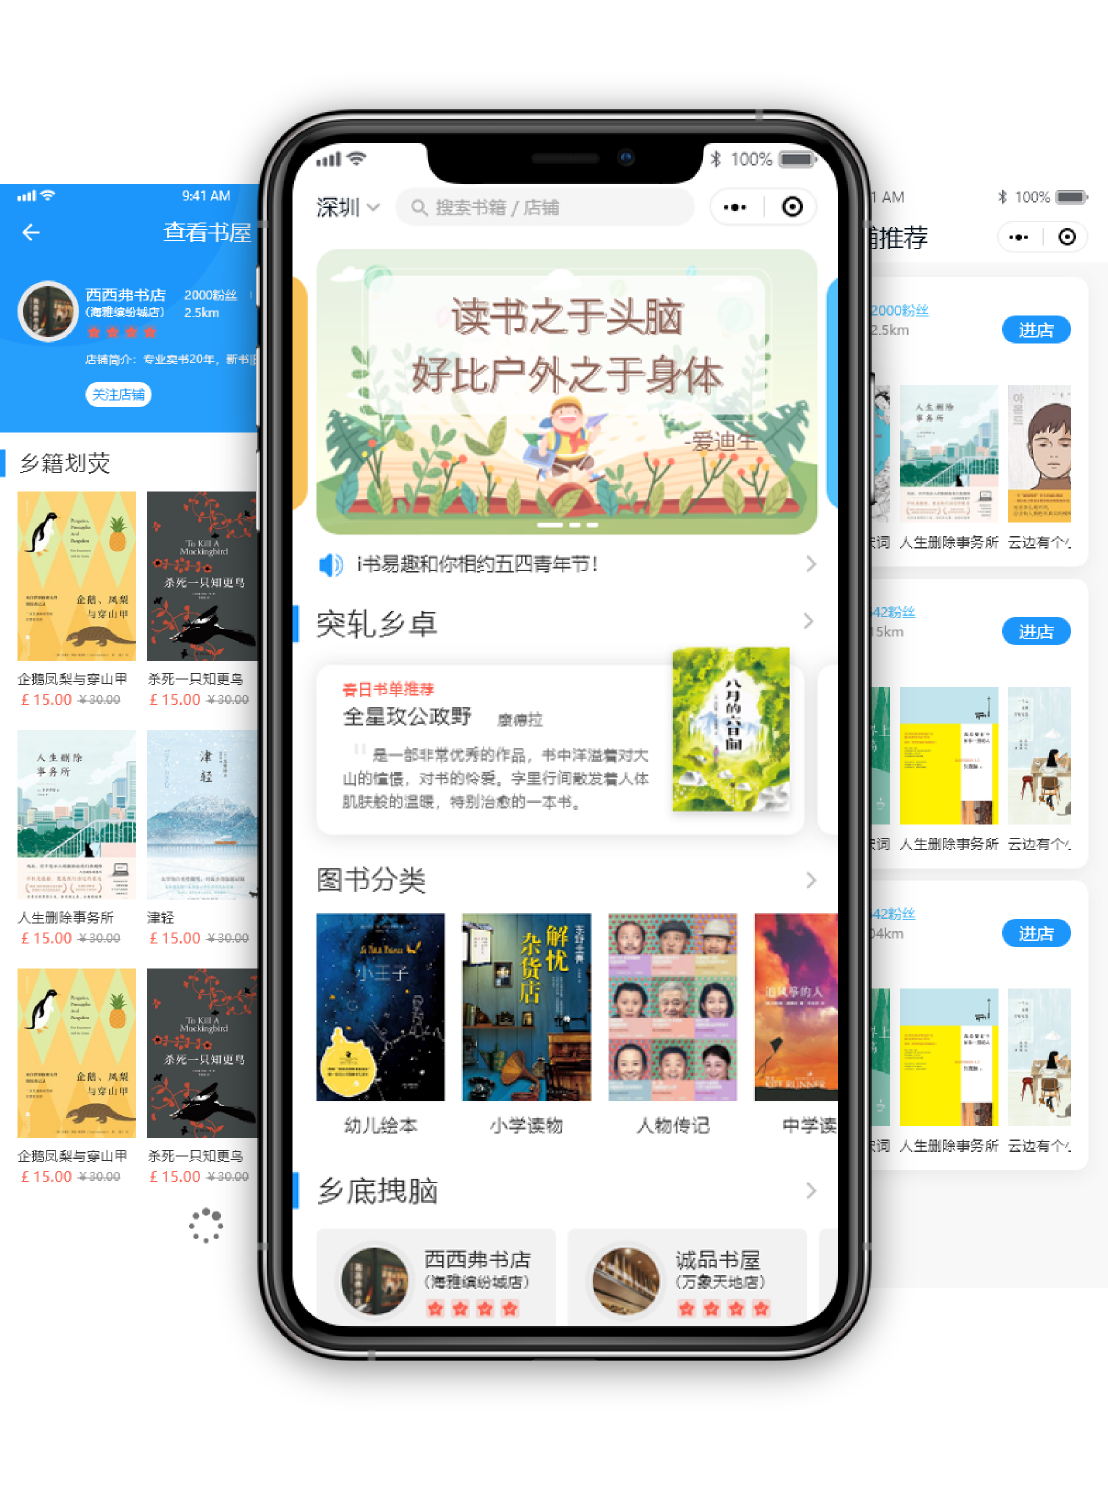 9:41 AM
查看书屋
西西弗书店
2000粉丝
(海雅缤纷城店)
2.5km
店铺简介：专业卖书20年，新书
关注店铺
乡籍划荧
To Kill A
Mockingbird
杀死一只知更鸟
企鹅、凤梨
与穿山甲
企鹅凤梨与穿山甲
杀死一只知更鸟
£ 15.00 ¥30.00
£ 15.00 ¥30.00
人生删除
事务所
津轻
人生删除事务所
津轻
£ 15.00 ¥30.00
£ 15.00 ¥30.00
To Kill A
Mockingbird
杀死一只知更鸟
企鹅、凤梨
与穿山甲
企鹅凤梨与穿山甲
杀死一只知更鸟
£ 15.00 ¥30.00
£ 15.00 ¥30.00
100%
深圳
搜索书籍 / 店铺
读书之于头脑
好比户外之于身体
-爱迪生
i书易趣和你相约五四青年节!
突轧乡卓
春日书单推荐
全星玫公政野
八月的六日间
是一部非常优秀的作品，书中洋溢着对大
山的憧憬，对书的怜爱。字里行间散发着人体
肌肤般的温暖，特别治愈的一本书。
图书分类
小王子
解忧
杂货店
追风筝的人
KITE RUNNER
幼儿绘本
小学读物
人物传记
中学读
乡底拽脑
西西弗书店
(海雅缤纷城店)
诚品书屋
(万象天地店)
1 AM
100%
铺推荐
2000粉丝
2.5km
进店
人生删除
事务所
宋词
人生删除事务所
云边有个小
42粉丝
15km
进店
宋词
人生删除事务所
云边有个小
42粉丝
04km
进店
宋词
人生删除事务所
云边有个小